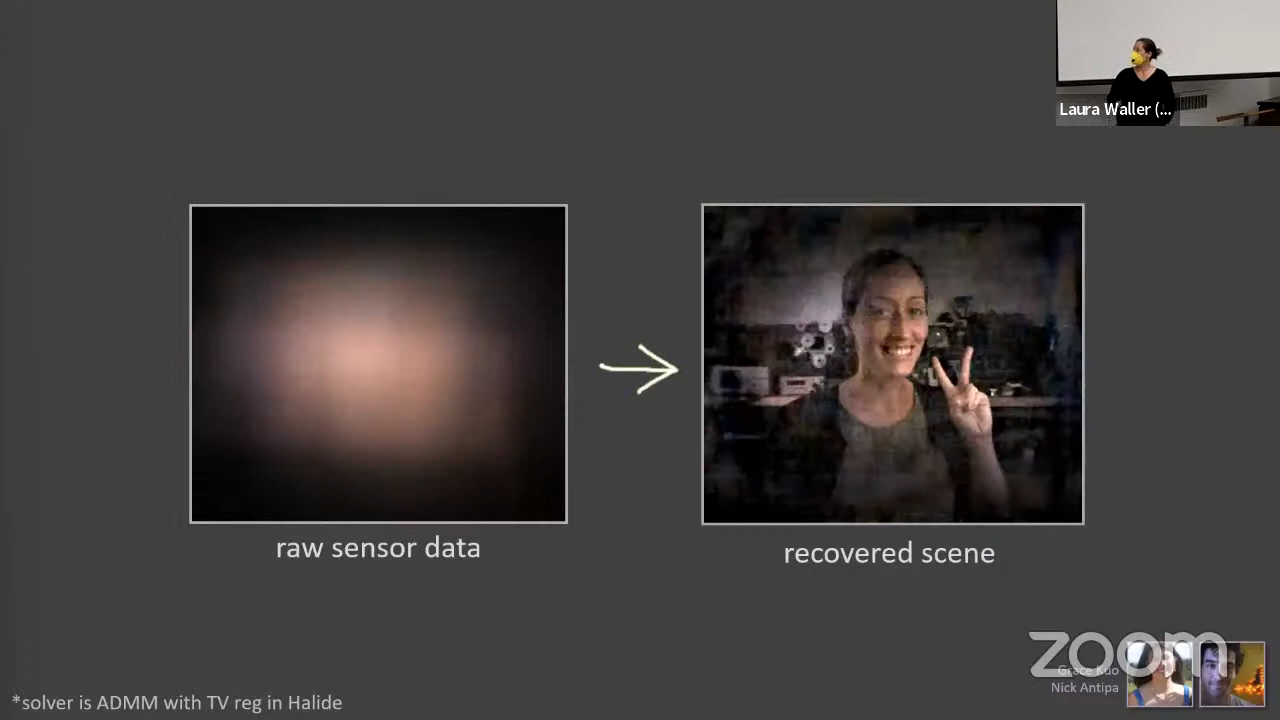 Laura Waller (...
raw sensor data
recovered scene
zoom
Grace Kuo
Nick Antipa
*solver is ADMM with TV reg in Halide